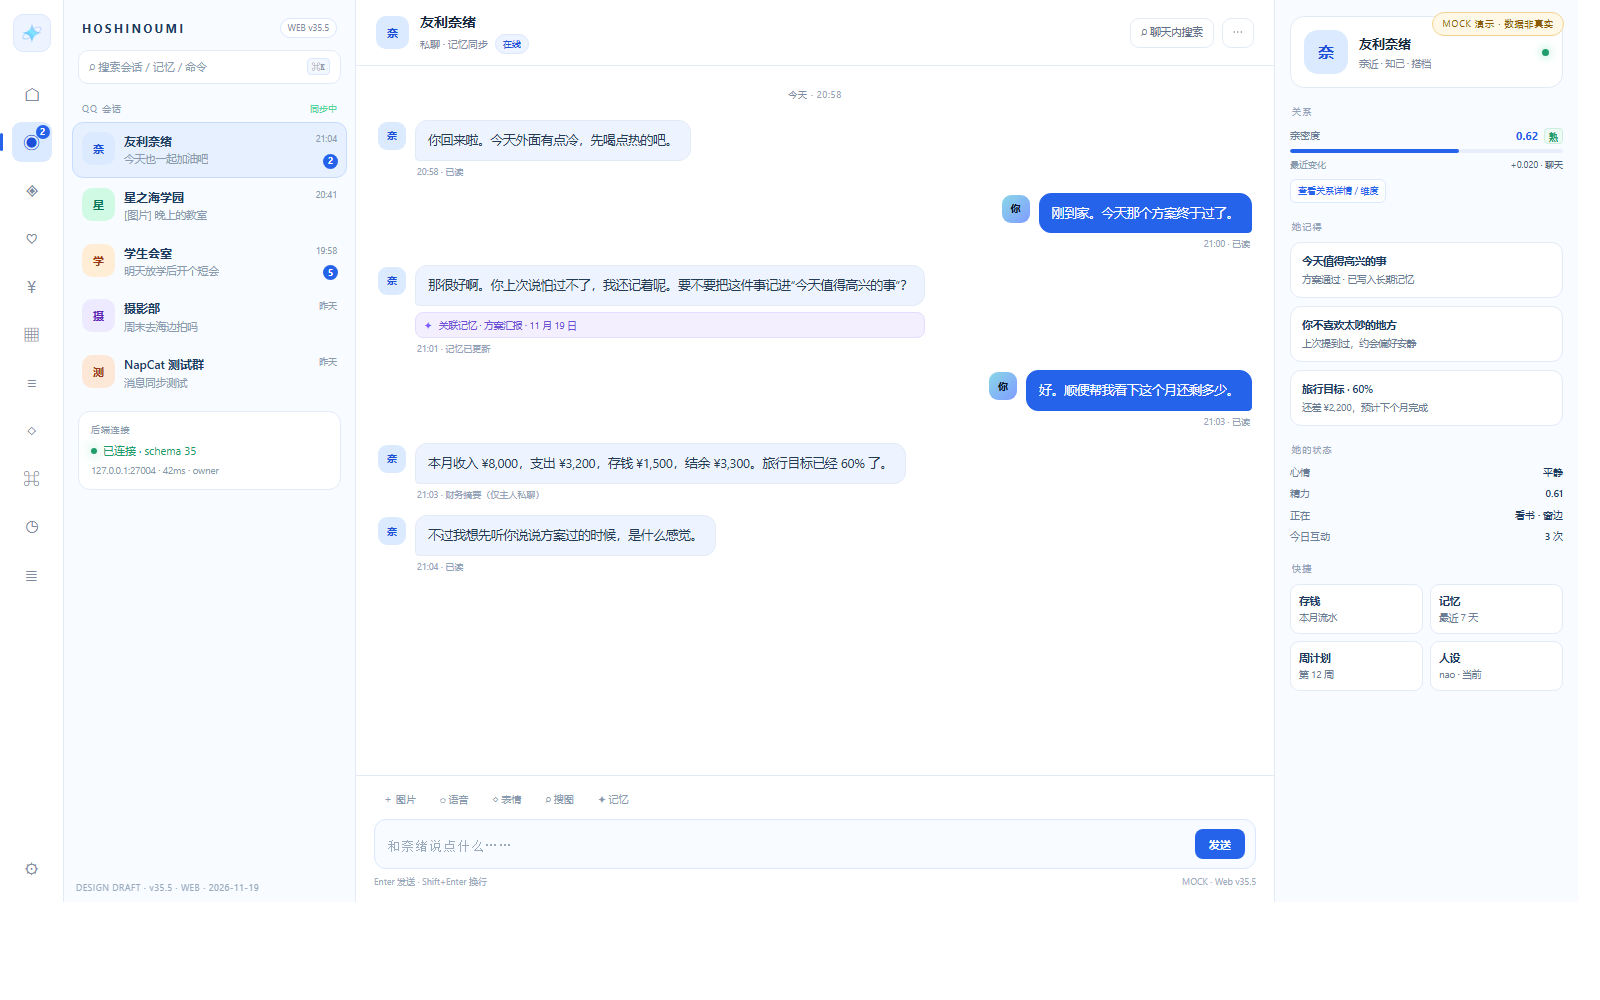 2
HOSHINOUMI
WEB v35.5
搜索会话 / 记忆 / 命令
⌘K
QQ 会话
同步中
奈
友利奈绪
21:04
今天也一起加油吧
2
星
星之海学园
20:41
[图片] 晚上的教室
学
学生会室
19:58
明天放学后开个短会
5
摄
摄影部
昨天
周末去海边拍吗
测
NapCat 测试群
昨天
消息同步测试
后端连接
已连接 · schema 35
127.0.0.1:27004 · 42ms · owner
DESIGN DRAFT · v35.5 · WEB · 2026-11-19
奈
友利奈绪
私聊 · 记忆同步
在线
聊天内搜索
···
今天 · 20:58
奈
你回来啦。今天外面有点冷，先喝点热的吧。
20:58 · 已读
你
刚到家。今天那个方案终于过了。
21:00 · 已读
奈
那很好啊。你上次说怕过不了，我还记着呢。要不要把这件事记进“今天值得高兴的事”？
✦ 关联记忆 · 方案汇报 · 11 月 19 日
21:01 · 记忆已更新
你
好。顺便帮我看下这个月还剩多少。
21:03 · 已读
奈
本月收入 ¥8,000，支出 ¥3,200，存钱 ¥1,500，结余 ¥3,300。旅行目标已经 60% 了。
21:03 · 财务摘要（仅主人私聊）
奈
不过我想先听你说说方案过的时候，是什么感觉。
21:04 · 已读
+ 图片
○ 语音
◇ 表情
搜图
✦ 记忆
和奈绪说点什么……
发送
Enter 发送 · Shift+Enter 换行
MOCK · Web v35.5
MOCK 演示 · 数据非真实
奈
友利奈绪
亲近 · 知己 · 搭档
关系
亲密度
0.62
熟
最近变化
+0.020 · 聊天
查看关系详情 / 维度
她记得
今天值得高兴的事
方案通过 · 已写入长期记忆
你不喜欢太吵的地方
上次提到过，约会偏好安静
旅行目标 · 60%
还差 ¥2,200，预计下个月完成
她的状态
心情
平静
精力
0.61
正在
看书 · 窗边
今日互动
3 次
快捷
存钱
本月流水
记忆
最近 7 天
周计划
第 12 周
人设
nao · 当前